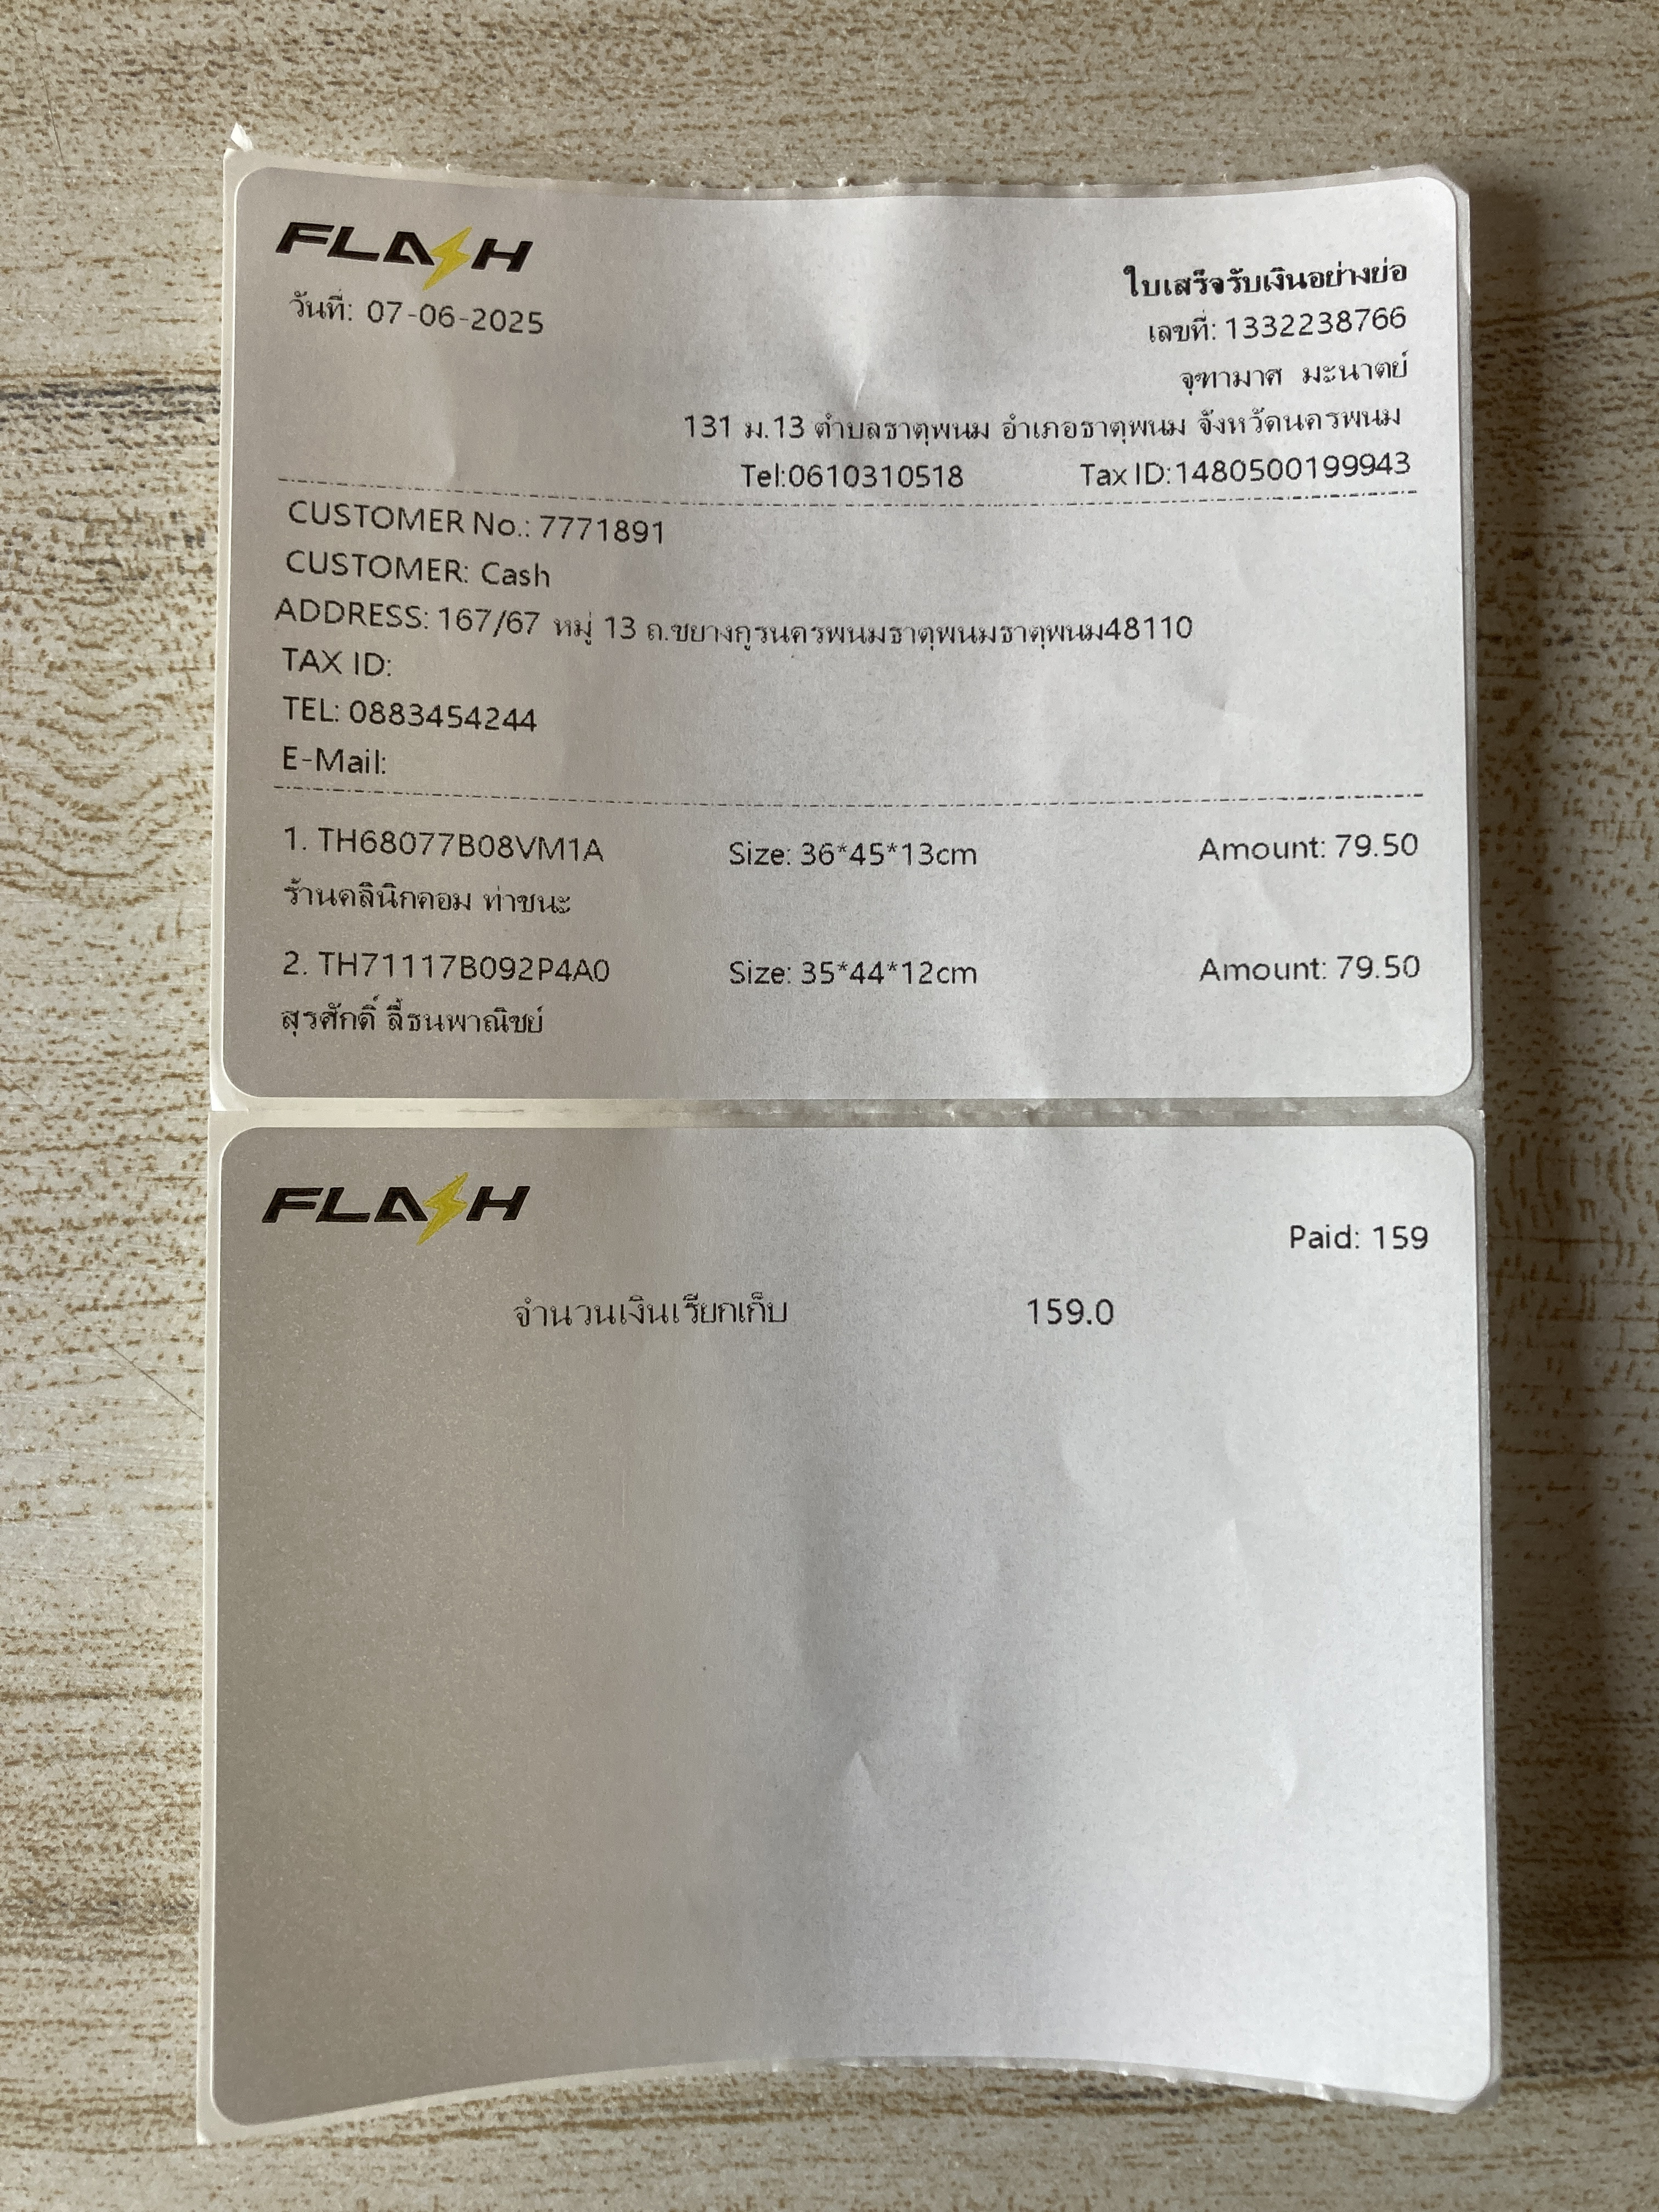 FLASH
วันที่: 07-06-2025
ใบเสร็จรับเงินอย่างย่อ
เลขที่: 1332238766
จุฑามาศ มะนาตย์
131 ม.13 ตำบลธาตุพนม อำเภอธาตุพนม จังหวัดนครพนม
Tel:0610310518 Tax ID:1480500199943
CUSTOMER No.: 7771891
CUSTOMER: Cash
ADDRESS: 167/67 หมู่ 13 ถ.ชยางกูรนครพนมธาตุพนมธาตุพนม48110
TAX ID:
TEL: 0883454244
E-Mail:
1. TH68077B08VM1A Size: 36*45*13cm Amount: 79.50
ร้านคลินิกคอม ท่าชนะ
2. TH71117B092P4A0 Size: 35*44*12cm Amount: 79.50
สุรศักดิ์ ลี้ธนพาณิชย์
FLASH
Paid: 159
จำนวนเงินเรียกเก็บ 159.0